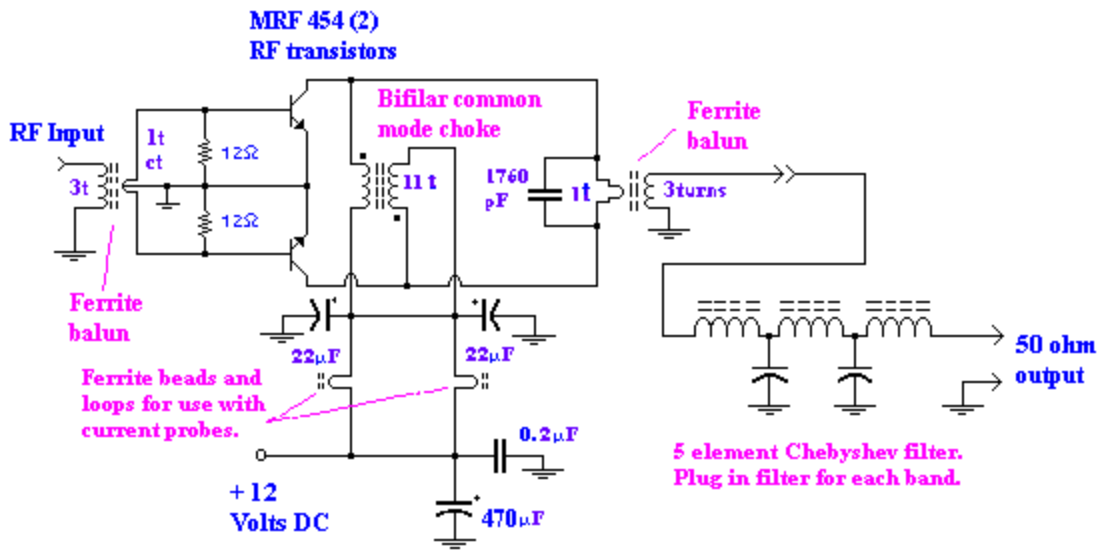 MRF 454 (2)
RF transistors
RF Input
3t
1t
ct
12Ω
12Ω
Ferrite
balun
Bifilar common
mode choke
11 t
1760
pF
1t
Ferrite
balun
3turns
+
22µF
+
22µF
Ferrite beads and
loops for use with
current probes.
0.2µF
+
470µF
+ 12
Volts DC
50 ohm
output
5 element Chebyshev filter.
Plug in filter for each band.